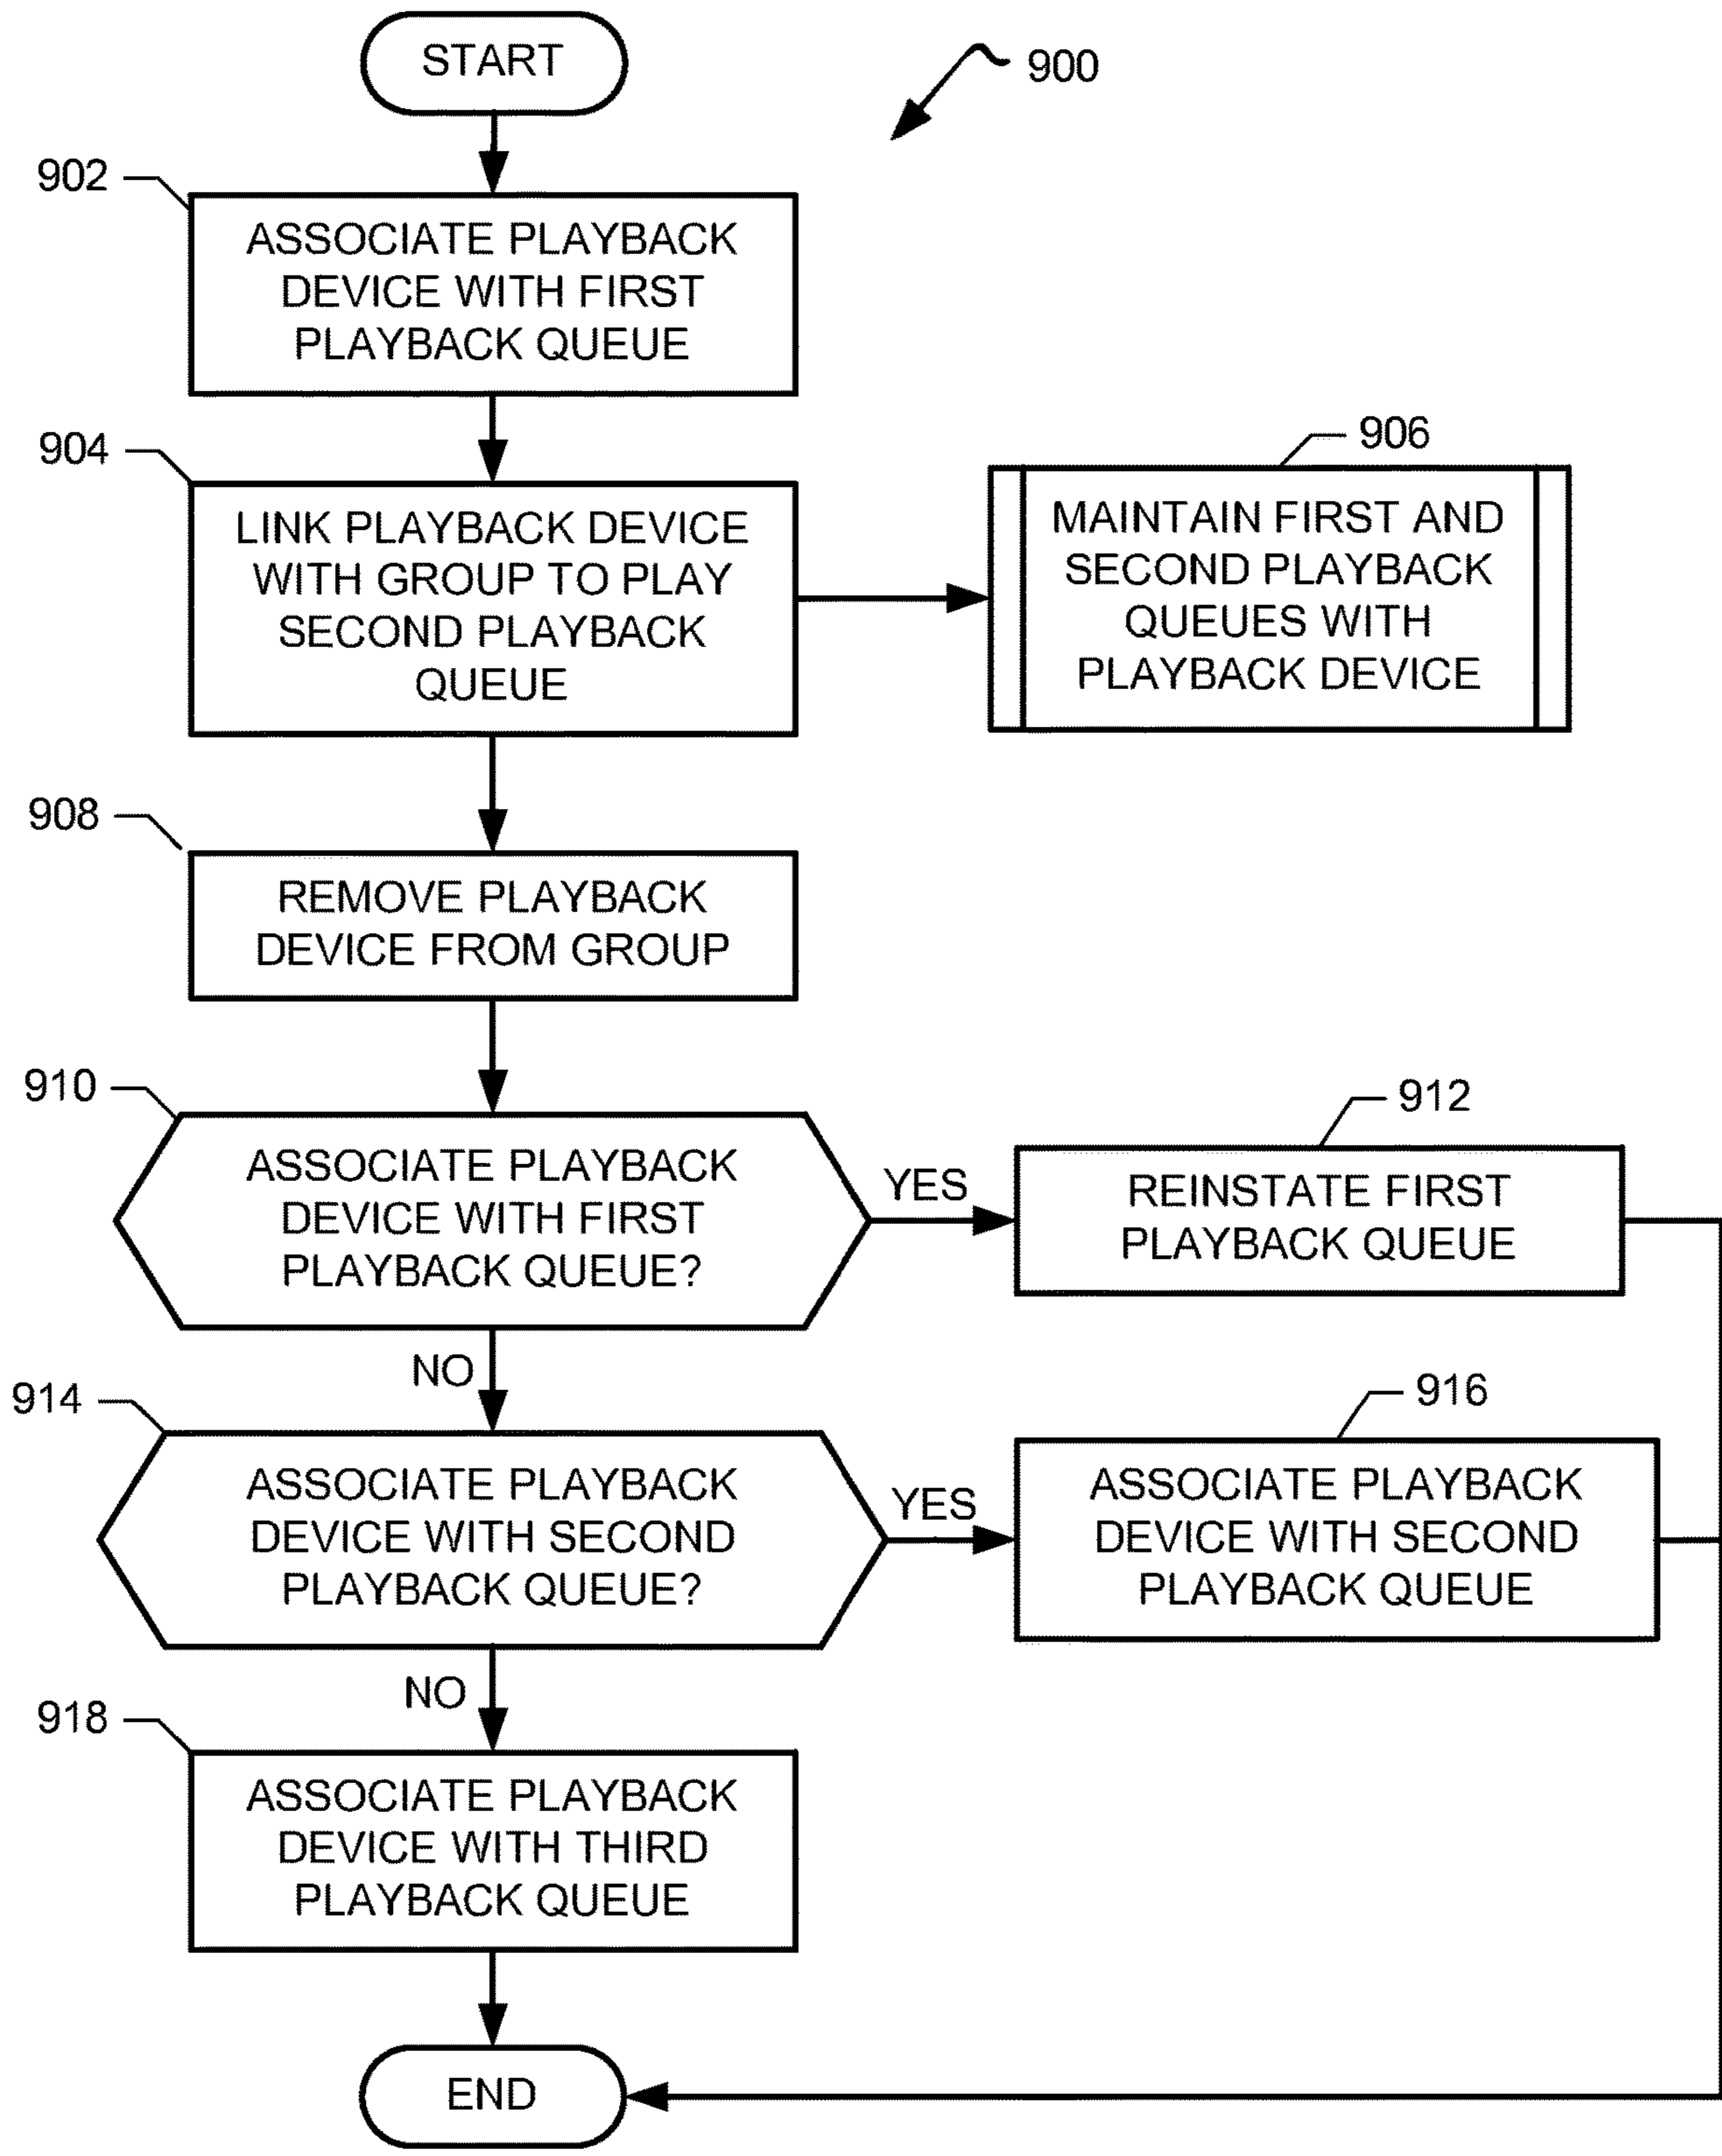 START
900
902
ASSOCIATE PLAYBACK
DEVICE WITH FIRST
PLAYBACK QUEUE
904
LINK PLAYBACK DEVICE
WITH GROUP TO PLAY
SECOND PLAYBACK
QUEUE
906
MAINTAIN FIRST AND
SECOND PLAYBACK
QUEUES WITH
PLAYBACK DEVICE
908
REMOVE PLAYBACK
DEVICE FROM GROUP
910
ASSOCIATE PLAYBACK
DEVICE WITH FIRST
PLAYBACK QUEUE?
YES
912
REINSTATE FIRST
PLAYBACK QUEUE
NO
914
ASSOCIATE PLAYBACK
DEVICE WITH SECOND
PLAYBACK QUEUE?
YES
916
ASSOCIATE PLAYBACK
DEVICE WITH SECOND
PLAYBACK QUEUE
NO
918
ASSOCIATE PLAYBACK
DEVICE WITH THIRD
PLAYBACK QUEUE
END